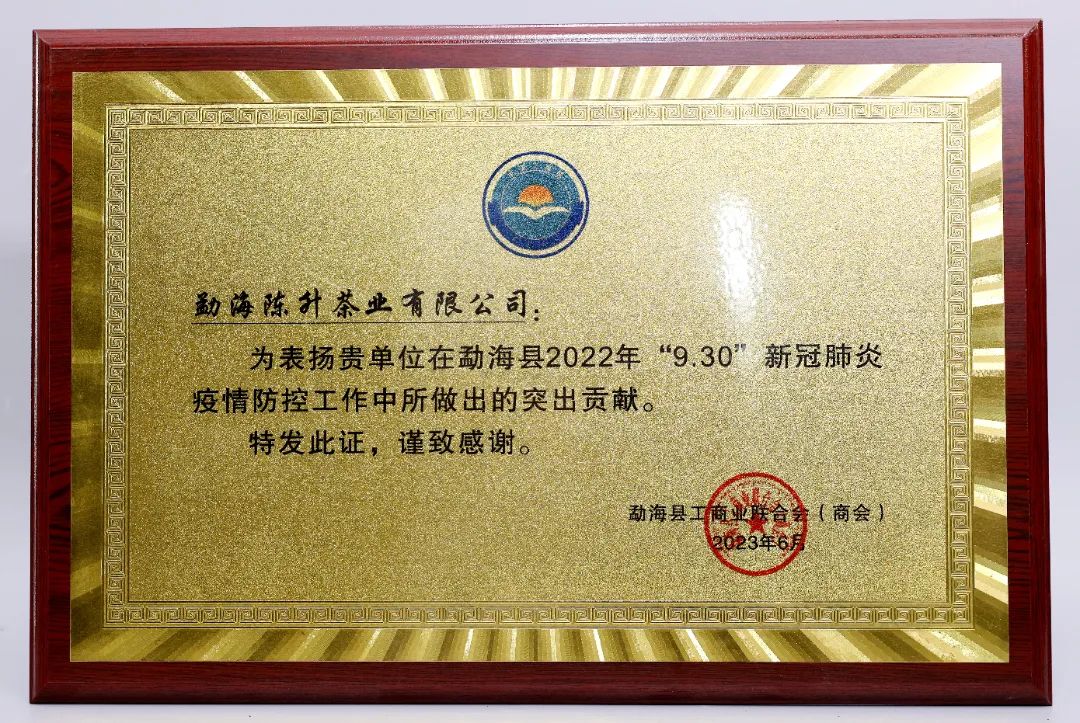 勐海陈升茶业有限公司:
为表扬贵单位在勐海县2022年“9.30”新冠肺炎
疫情防控工作中所做出的突出贡献。
特发此证，谨致感谢。
勐海县工商业联合会（商会）
2023年6月